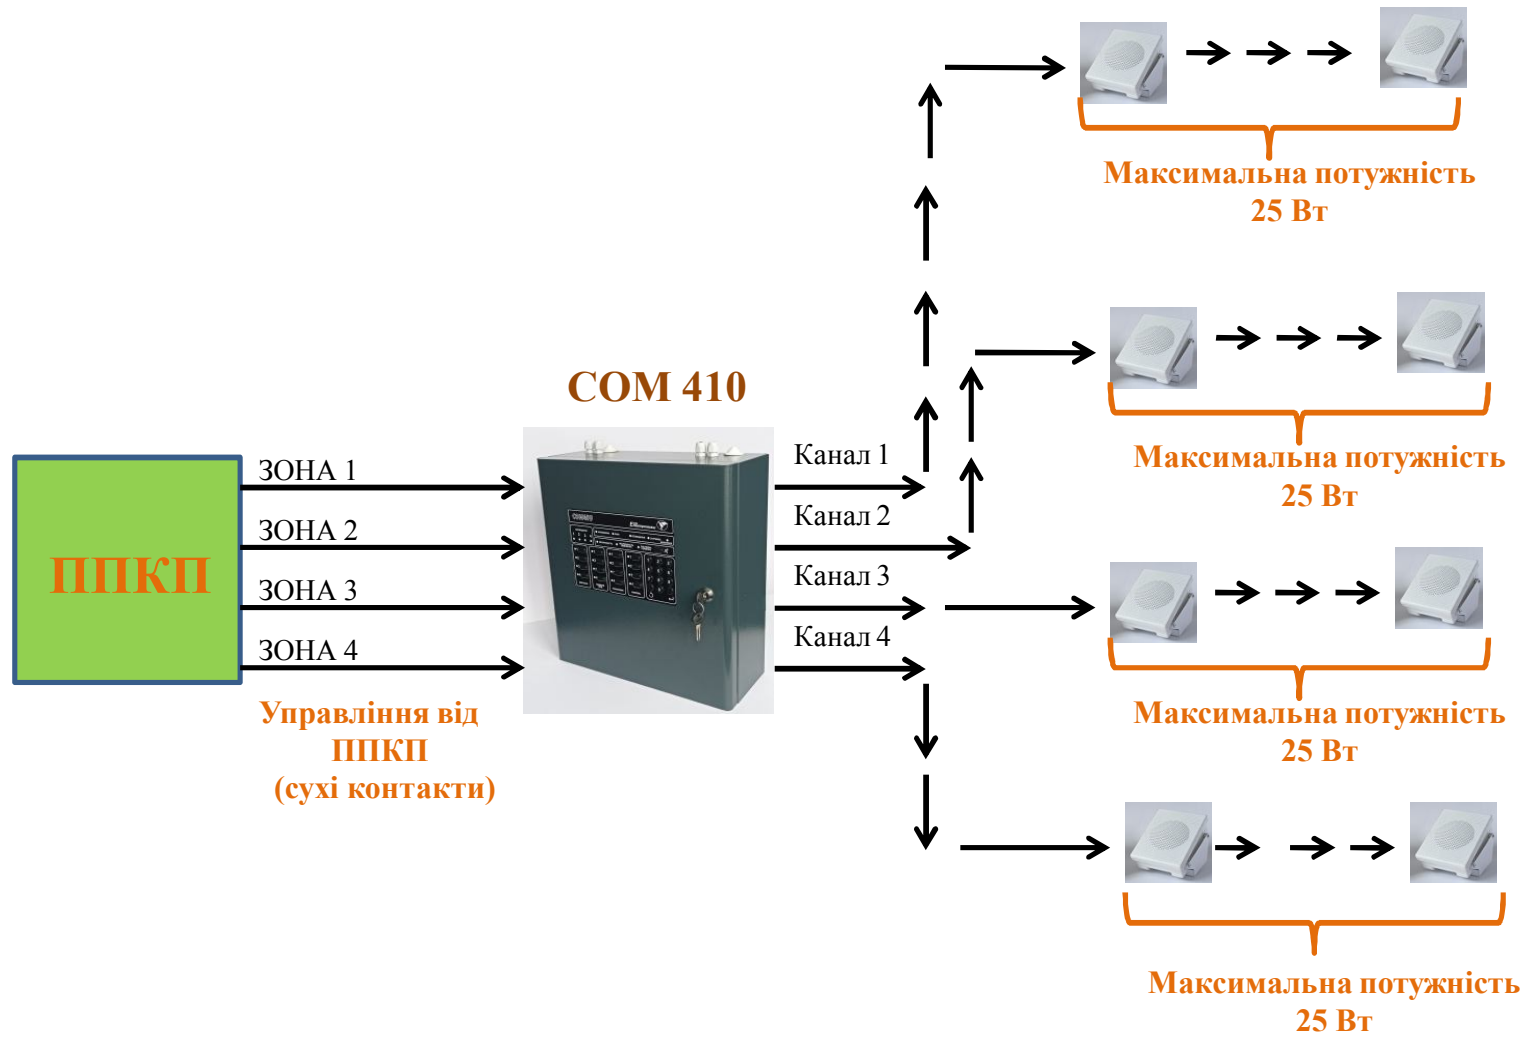 Максимальна потужність
25 Вт
COM 410
Максимальна потужність
25 Вт
ППКП
ЗОНА 1
ЗОНА 2
ЗОНА 3
ЗОНА 4
Канал 1
Канал 2
Канал 3
Канал 4
Управління від
ППКП
(сухі контакти)
Максимальна потужність
25 Вт
Максимальна потужність
25 Вт